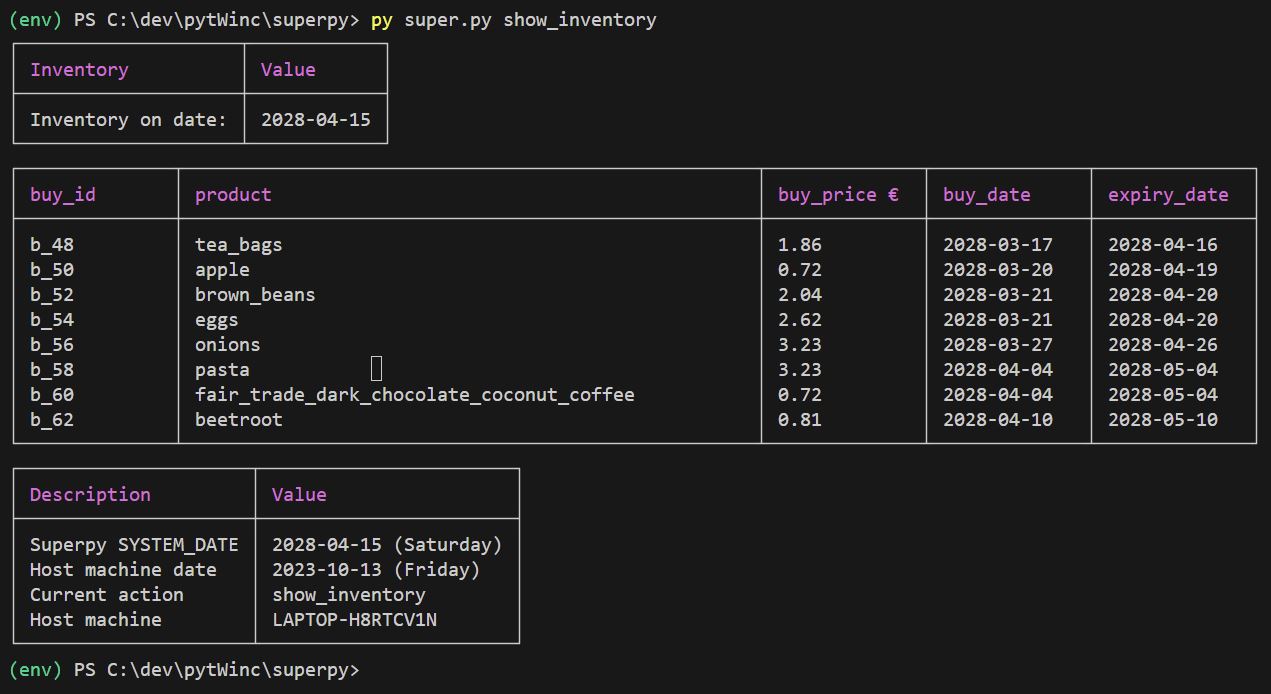 (env) PS C:\dev\pytWinc\superpy> py super.py show_inventory
Inventory Value
Inventory on date: 2028-04-15
buy_id product buy_price € buy_date expiry_date
b_48 tea_bags 1.86 2028-03-17 2028-04-16
b_50 apple 0.72 2028-03-20 2028-04-19
b_52 brown_beans 2.04 2028-03-21 2028-04-20
b_54 eggs 2.62 2028-03-21 2028-04-20
b_56 onions 3.23 2028-03-27 2028-04-26
b_58 pasta 3.23 2028-04-04 2028-05-04
b_60 fair_trade_dark_chocolate_coconut_coffee 0.72 2028-04-04 2028-05-04
b_62 beetroot 0.81 2028-04-10 2028-05-10
Description Value
Superpy SYSTEM_DATE 2028-04-15 (Saturday)
Host machine date 2023-10-13 (Friday)
Current action show_inventory
Host machine LAPTOP-H8RTCV1N
(env) PS C:\dev\pytWinc\superpy>